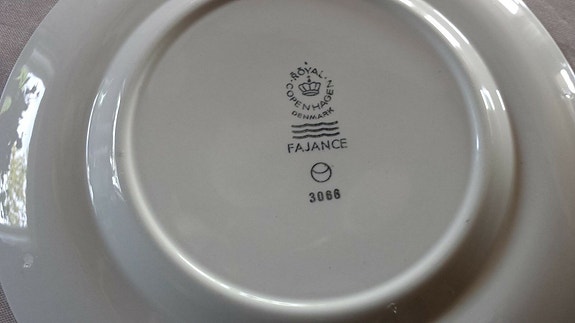 ROYAL
COPENHAGEN
DENMARK
FAJANCE
3066